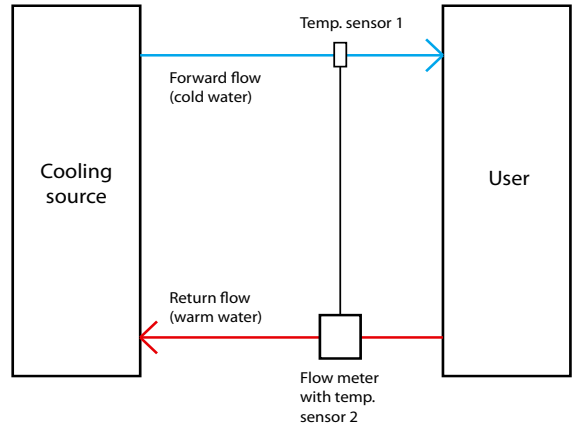 Temp. sensor 1
Forward flow
(cold water)
Cooling
source
User
Return flow
(warm water)
Flow meter
with temp.
sensor 2